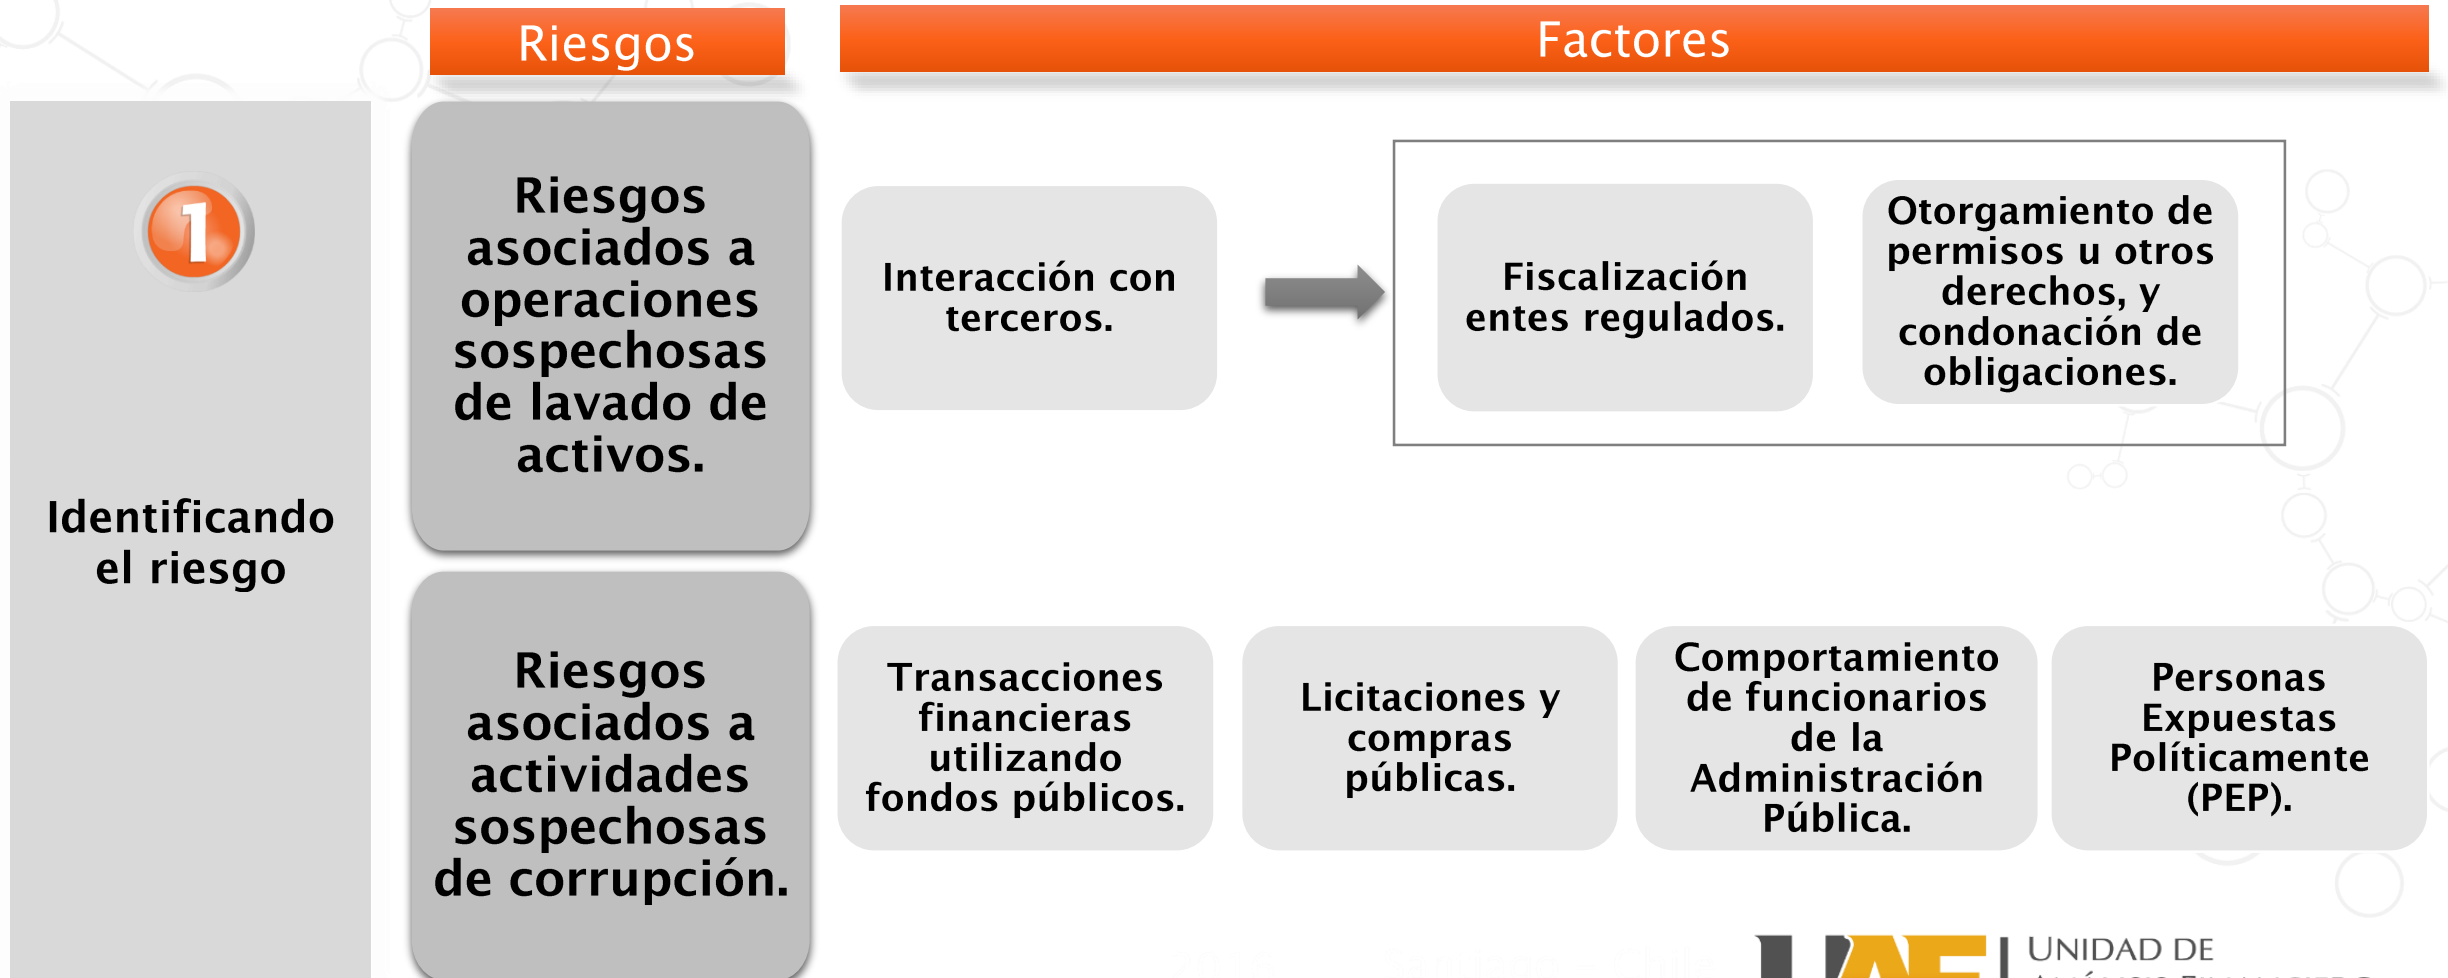 Riesgos
Factores
1
Identificando
el riesgo
Riesgos
asociados a
operaciones
sospechosas
de lavado de
activos.
Interacción con
terceros.
Fiscalización
entes regulados.
Otorgamiento de
permisos u otros
derechos, y
condonación de
obligaciones.
Riesgos
asociados a
actividades
sospechosas
de corrupción.
Transacciones
financieras
utilizando
fondos públicos.
Licitaciones y
compras
públicas.
Comportamiento
de funcionarios
de la
Administración
Pública.
Personas
Expuestas
Políticamente
(PEP).
UAF
UNIDAD DE